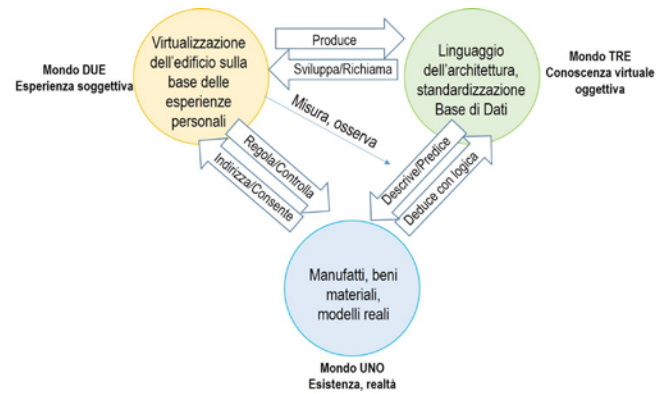 Mondo DUE
Esperienza soggettiva
Virtualizzazione
dell'edificio sulla
base delle
esperienze
personali
Produce
Sviluppa/Richiama
Linguaggio
dell'architettura,
standardizzazione
Base di Dati
Mondo TRE
Conoscenza virtuale
oggettiva
Misura, osserva
Regola/Controlla
Indirizza/Consente
Descrive/Predice
Deduce con logica
Manufatti, beni
materiali,
modelli reali
Mondo UNO
Esistenza, realtà